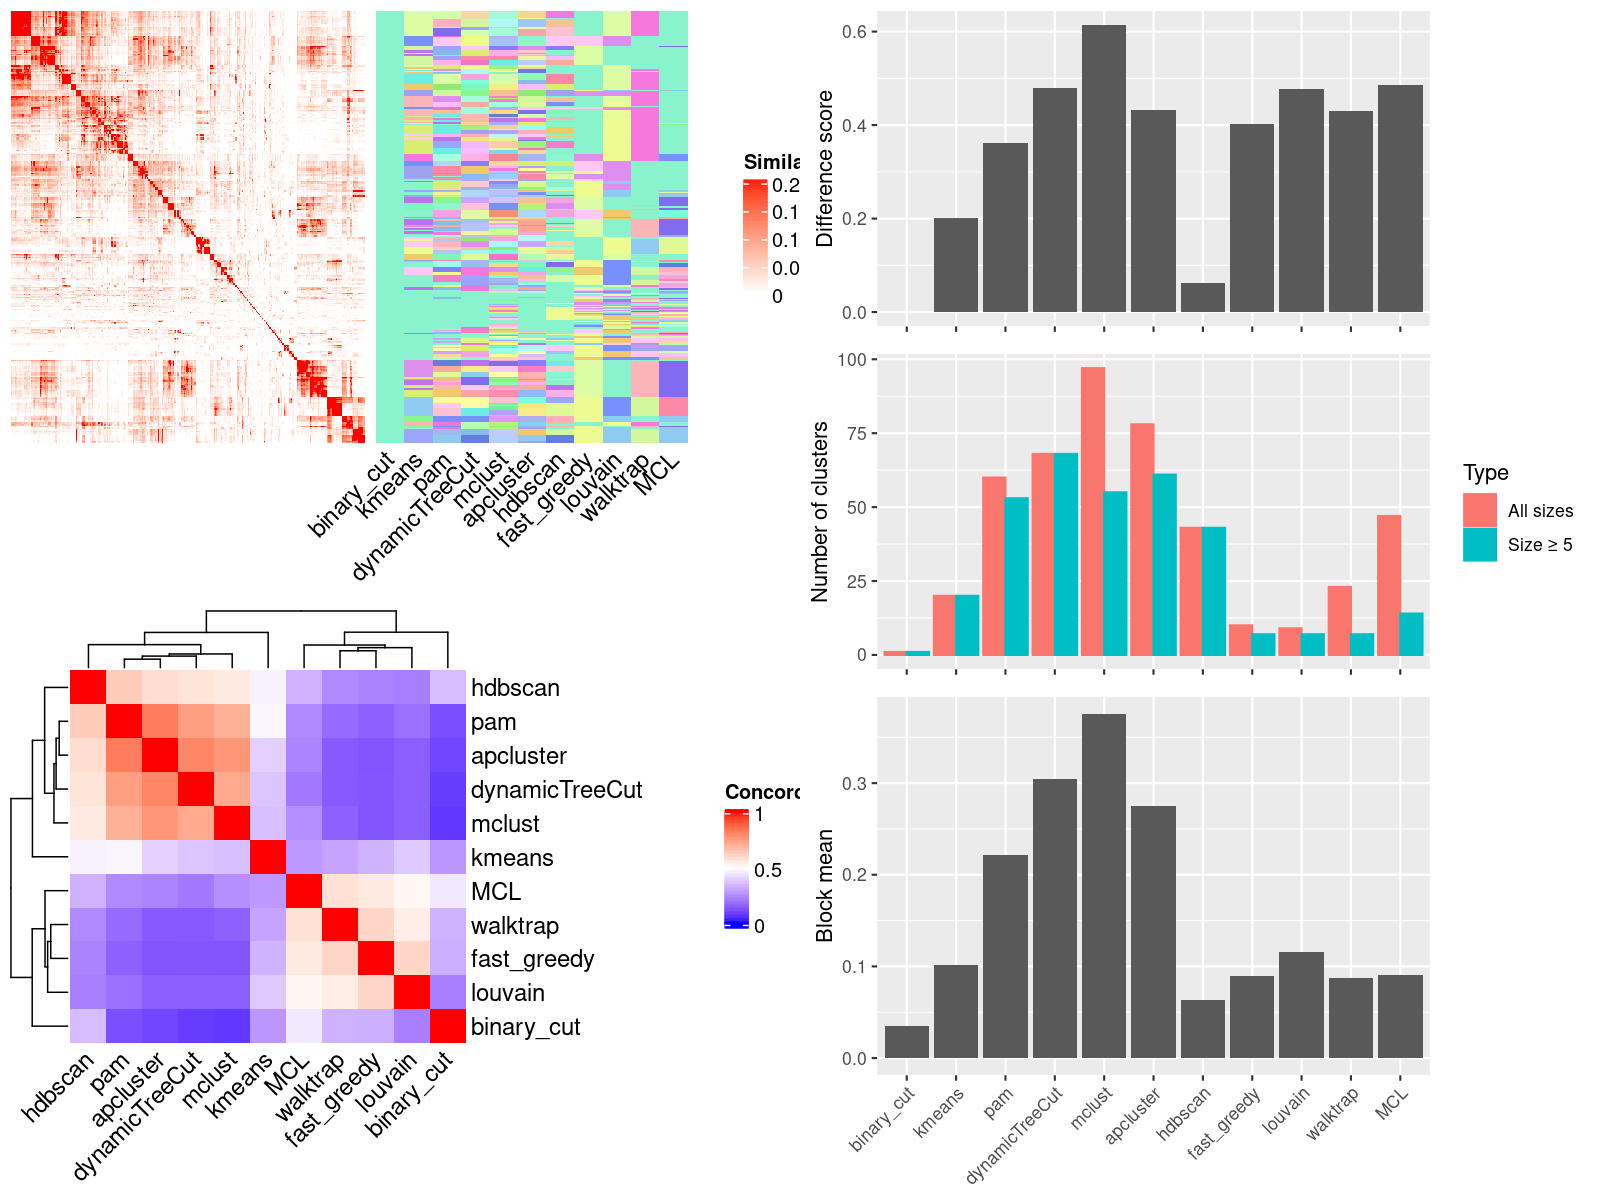 Simila
0.2
0.1
0.1
0.0
0
binary_cut
kmeans
pam
dynamicTreeCut
mclust
apcluster
hdbscan
fast_greedy
louvain
walktrap
MCL
hdbscan
pam
apcluster
dynamicTreeCut
mclust
kmeans
MCL
walktrap
fast_greedy
louvain
binary_cut
hdbscan
pam
apcluster
dynamicTreeCut
mclust
kmeans
MCL
walktrap
fast_greedy
louvain
binary_cut
Concord
1
0.5
0
Difference score
0.6
0.4
0.2
0.0
Number of clusters
100
75
50
25
0
Type
All sizes
Size ≥ 5
Block mean
0.3
0.2
0.1
0.0
binary_cut
kmeans
pam
dynamicTreeCut
mclust
apcluster
hdbscan
fast_greedy
louvain
walktrap
MCL